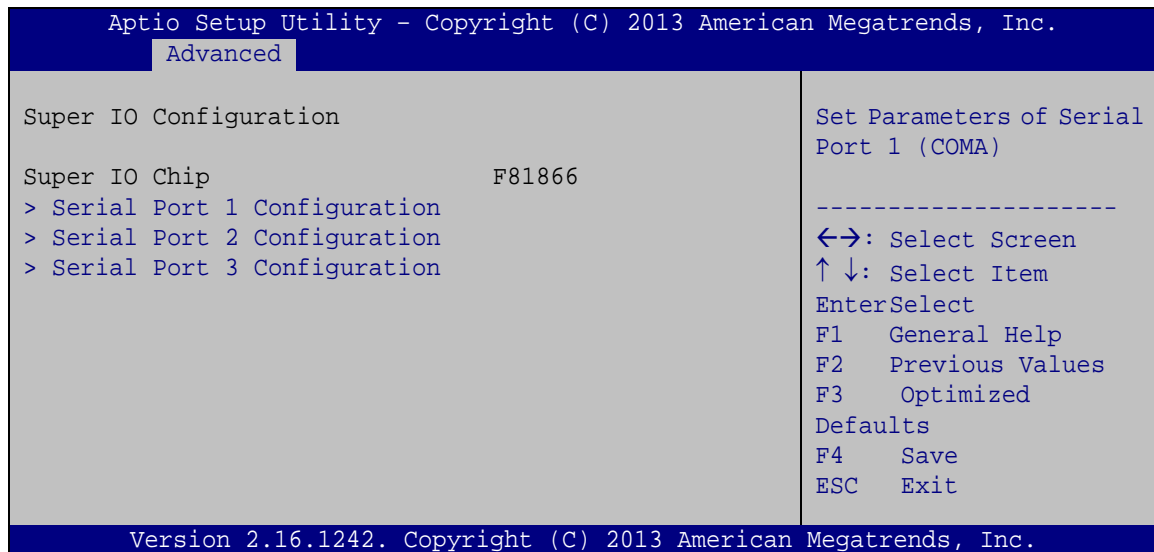 Aptio Setup Utility – Copyright (C) 2013 American Megatrends, Inc.
Advanced
Super IO Configuration
Super IO Chip F81866
> Serial Port 1 Configuration
> Serial Port 2 Configuration
> Serial Port 3 Configuration
Set Parameters of Serial
Port 1 (COMA)
----------------------
←→: Select Screen
↑ ↓: Select Item
EnterSelect
F1 General Help
F2 Previous Values
F3 Optimized
Defaults
F4 Save
ESC Exit
Version 2.16.1242. Copyright (C) 2013 American Megatrends, Inc.